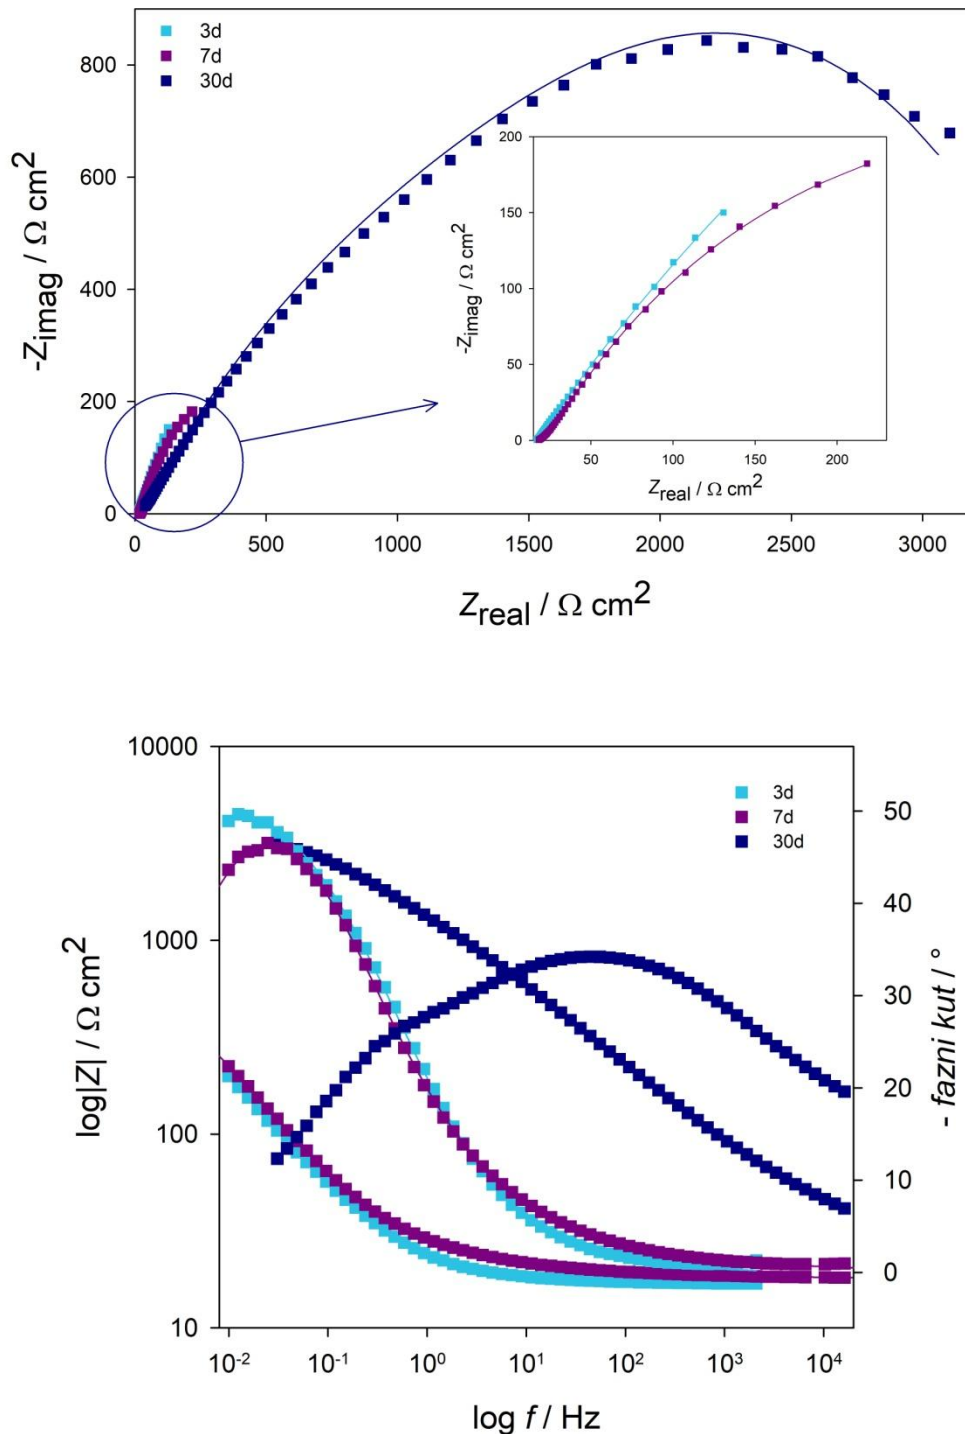 3d
7d
30d
800
600
400
200
0
-Zimag / Ω cm²
0
500
1000
1500
2000
2500
3000
Zreal / Ω cm²
200
150
100
50
0
-Zimag / Ω cm²
50
100
150
200
Zreal / Ω cm²
10000
1000
100
10
log|Z| / Ω cm²
3d
7d
30d
50
40
30
20
10
0
- fazni kut / °
10⁻²
10⁻¹
10⁰
10¹
10²
10³
10⁴
log f / Hz